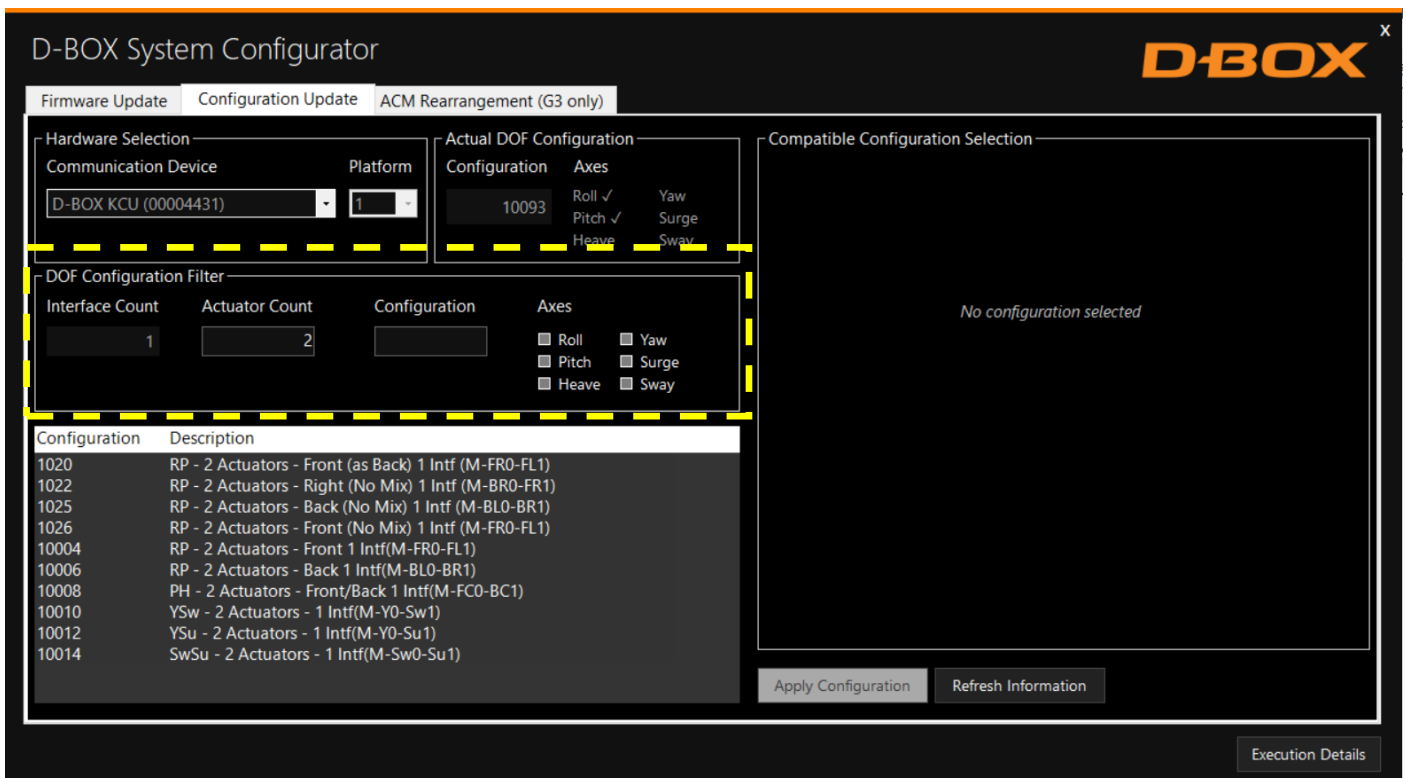 D-BOX System Configurator
D-BOX
x
Firmware Update
Configuration Update
ACM Rearrangement (G3 only)
Hardware Selection
Communication Device
Platform
D-BOX KCU (00004431)
1
Actual DOF Configuration
Configuration
Axes
10093
Roll ✓
Yaw
Pitch ✓
Surge
Heave
Sway
DOF Configuration Filter
Interface Count
Actuator Count
Configuration
Axes
1
2
Roll
Yaw
Pitch
Surge
Heave
Sway
Configuration Description
1020 RP - 2 Actuators - Front (as Back) 1 Intf (M-FR0-FL1)
1022 RP - 2 Actuators - Right (No Mix) 1 Intf (M-BR0-FR1)
1025 RP - 2 Actuators - Back (No Mix) 1 Intf (M-BL0-BR1)
1026 RP - 2 Actuators - Front (No Mix) 1 Intf (M-FR0-FL1)
10004 RP - 2 Actuators - Front 1 Intf(M-FR0-FL1)
10006 RP - 2 Actuators - Back 1 Intf(M-BL0-BR1)
10008 PH - 2 Actuators - Front/Back 1 Intf(M-FC0-BC1)
10010 YSw - 2 Actuators - 1 Intf(M-Y0-Sw1)
10012 YSu - 2 Actuators - 1 Intf(M-Y0-Su1)
10014 SwSu - 2 Actuators - 1 Intf(M-Sw0-Su1)
Compatible Configuration Selection
No configuration selected
Apply Configuration
Refresh Information
Execution Details